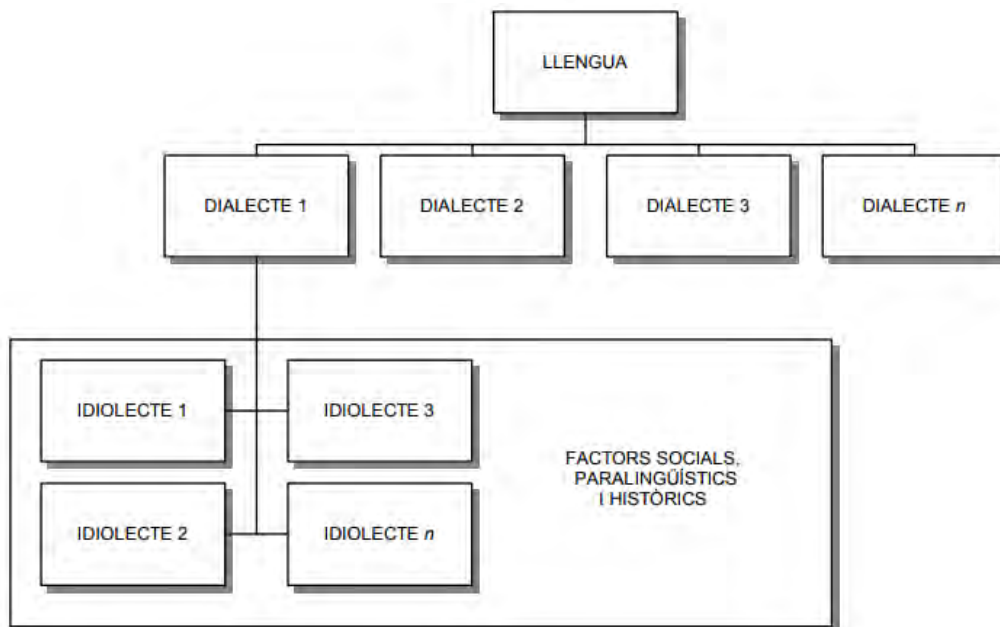 LLENGUA
DIALECTE 1
DIALECTE 2
DIALECTE 3
DIALECTE n
IDIOLECTE 1
IDIOLECTE 3
FACTORS SOCIALS,
PARALINGÜÍSTICS
I HISTÒRICS
IDIOLECTE 2
IDIOLECTE n